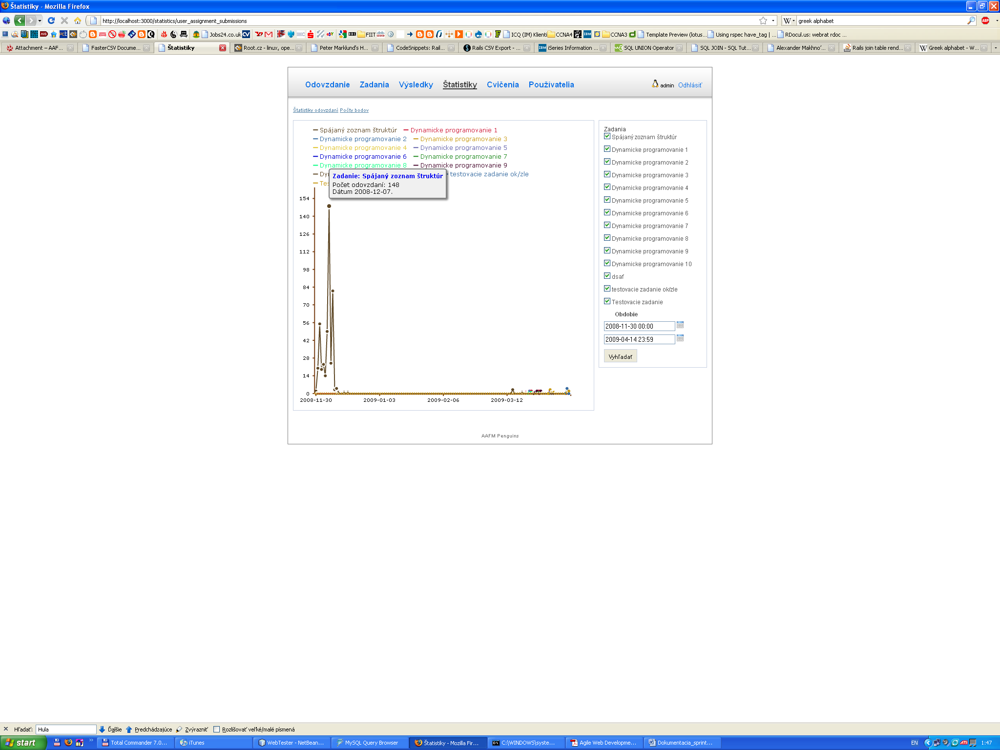 Štatistiky - Mozilla Firefox
http://localhost:3000/statistics/user_assignment_submissions
greek alphabet
Jobs24.co.uk
FIIT
ICQ (IM) Klienti
CCNA4
CCNA3
Template Preview (lotus...
Using rspec have_tag | ...
RDocul.us: webrat rdoc ...
Attachment – AAF...
FasterCSV Docume...
Štatistiky
Root.cz - linux, ope...
Peter Marklund's H...
CodeSnippets: Rail...
Rails CSV Export - ...
iSeries Information ...
SQL UNION Operator
SQL JOIN - SQL Tut...
Alexander Makhno'...
Rails join table rend...
Greek alphabet - W...
Odovzdanie Zadania Výsledky Štatistiky Cvičenia Používatelia
admin Odhlásiť
Štatistiky odovzdaní Počty bodov
Spájaný zoznam štruktúr Dynamicke programovanie 1
Dynamicke programovanie 2 Dynamicke programovanie 3
Dynamicke programovanie 4 Dynamicke programovanie 5
Dynamicke programovanie 6 Dynamicke programovanie 7
Dynamicke programovanie 8 Dynamicke programovanie 9
testovacie zadanie ok/zle
Zadanie: Spájaný zoznam štruktúr
Počet odovzdaní: 148
Dátum 2008-12-07.
154
140
126
112
98
84
70
56
42
28
14
0
2008-11-30 2009-01-03 2009-02-06 2009-03-12
Zadania
Spájaný zoznam štruktúr
Dynamicke programovanie 1
Dynamicke programovanie 2
Dynamicke programovanie 3
Dynamicke programovanie 4
Dynamicke programovanie 5
Dynamicke programovanie 6
Dynamicke programovanie 7
Dynamicke programovanie 8
Dynamicke programovanie 9
Dynamicke programovanie 10
dsaf
testovacie zadanie ok/zle
Testovacie zadanie
Obdobie
2008-11-30 00:00
2009-04-14 23:59
Vyhľadať
AAFM Penguins
Hľadať: Hula Ďalšie Predchádzajúce Zvýrazniť Rozlišovať veľké/malé písmená
start
Total Commander 7.0...
iTunes
WebTester - NetBean...
MySQL Query Browser
Štatistiky - Mozilla Fir...
C:\WINDOWS\syste...
Agile Web Developme...
Dokumentacia_sprint...
EN
1:47